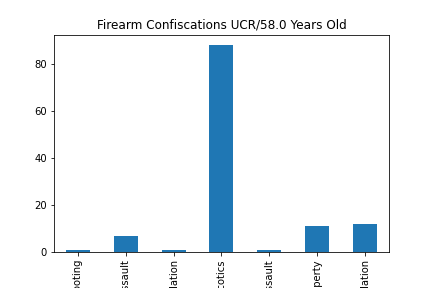 Firearm Confiscations UCR/58.0 Years Old
80
60
40
20
0
ooting
ssault
lation
cotics
ssault
perty
lation